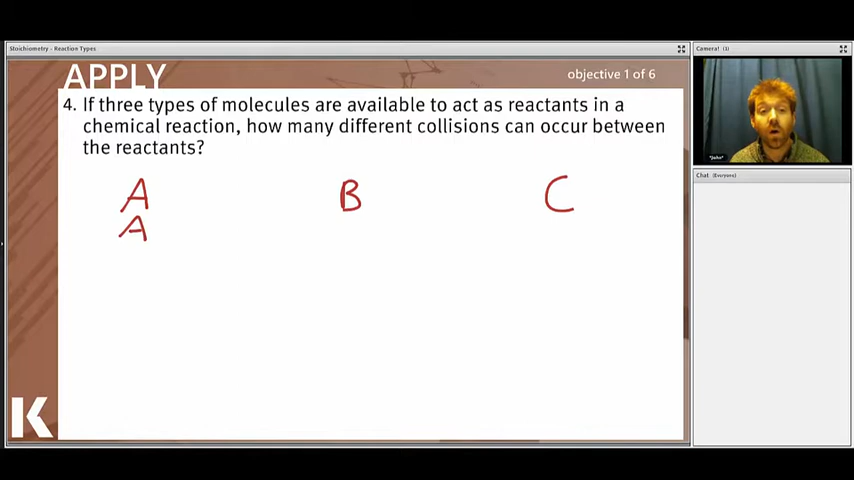 Stoichiometry - Reaction Types
Camera! (1)
APPLY
objective 1 of 6
4. If three types of molecules are available to act as reactants in a
chemical reaction, how many different collisions can occur between
the reactants?
A B C
A
*John*
Chat (Everyone)
K